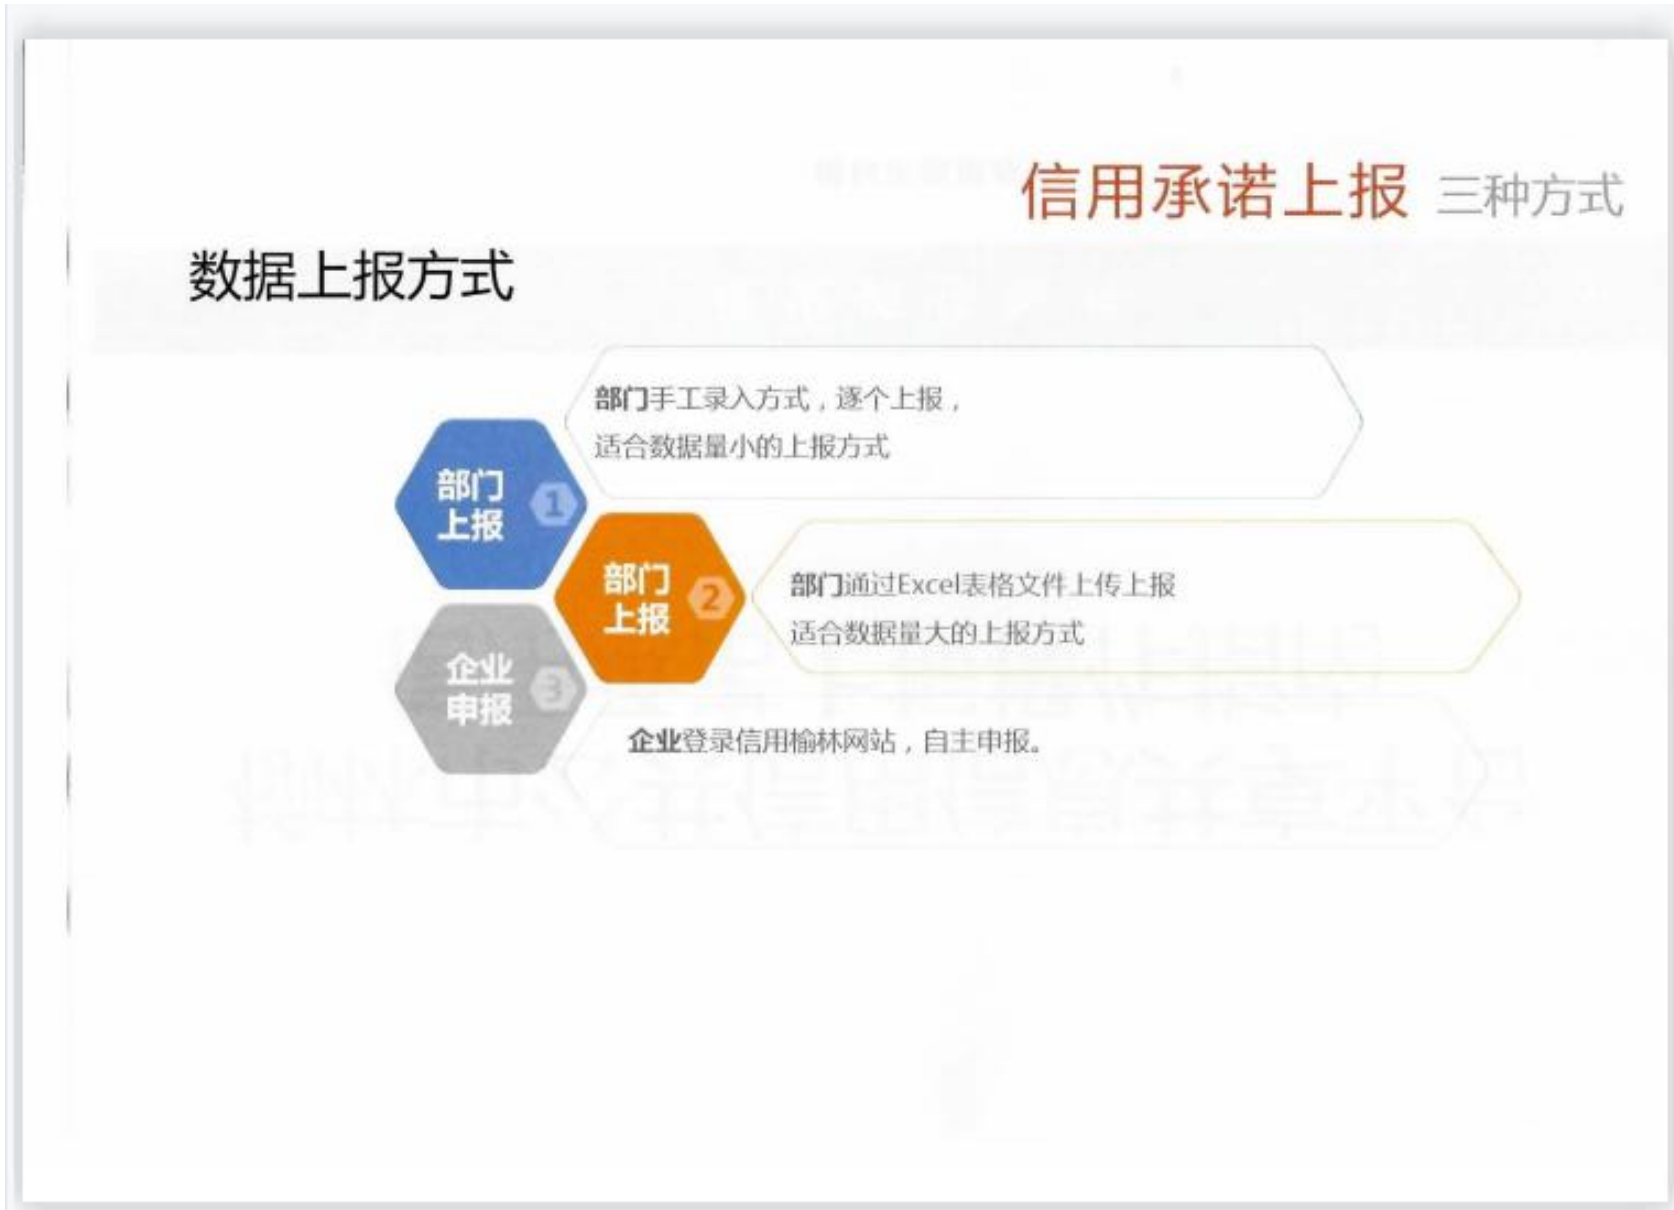 信用承诺上报 三种方式
数据上报方式
部门手工录入方式，逐个上报，
适合数据量小的上报方式
部门
上报
1
部门通过Excel表格文件上传上报
适合数据量大的上报方式
部门
上报
2
企业登录信用榆林网站，自主申报。
企业
申报
3